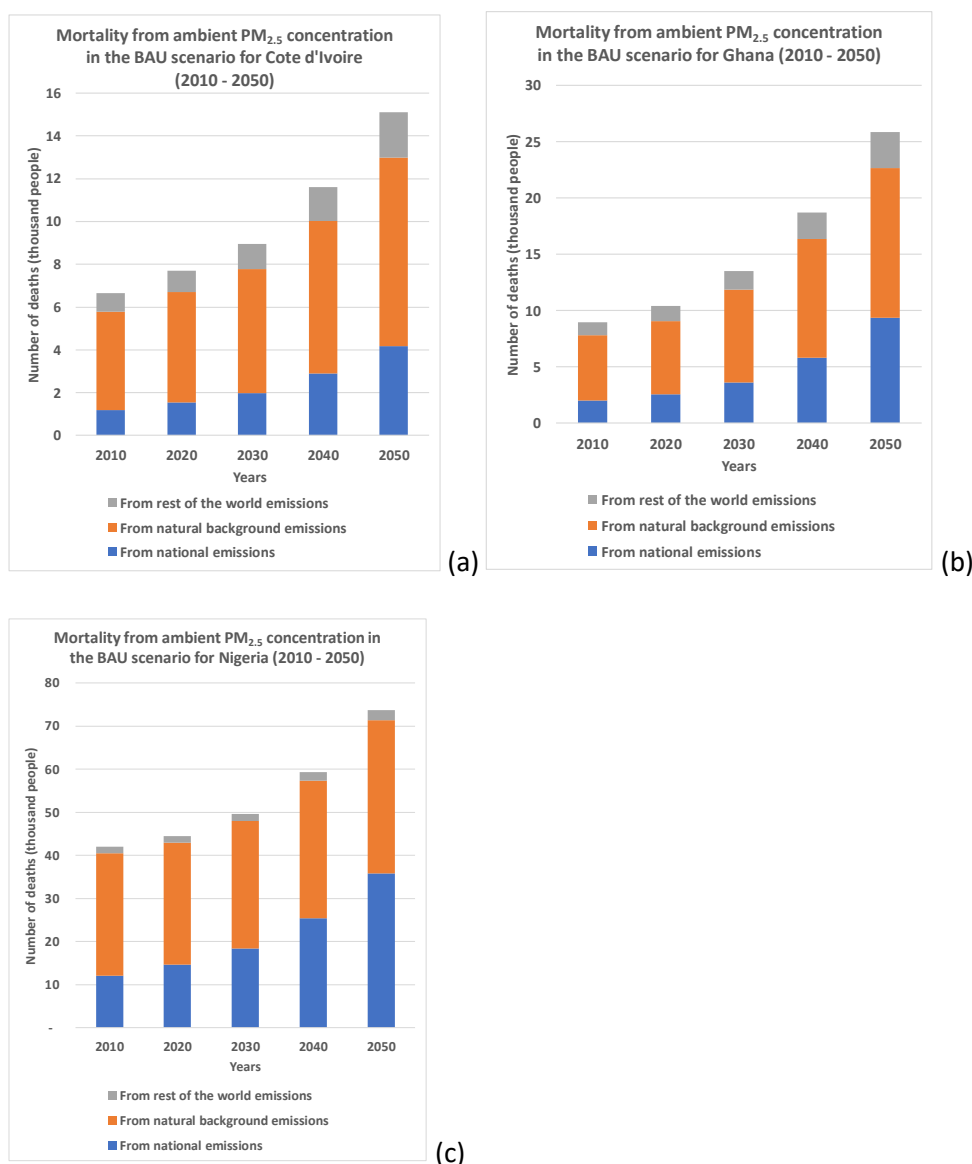 Mortality from ambient PM2.5 concentration
in the BAU scenario for Cote d'Ivoire
(2010 - 2050)
Number of deaths (thousand people)
16
14
12
10
8
6
4
2
0
2010 2020 2030 2040 2050
Years
From rest of the world emissions
From natural background emissions
From national emissions
(a)
Mortality from ambient PM2.5 concentration
in the BAU scenario for Ghana (2010 - 2050)
Number of deaths (thousand people)
30
25
20
15
10
5
0
2010 2020 2030 2040 2050
Years
From rest of the world emissions
From natural background emissions
From national emissions
(b)
Mortality from ambient PM2.5 concentration in
the BAU scenario for Nigeria (2010 - 2050)
Number of deaths (thousand people)
80
70
60
50
40
30
20
10
-
2010 2020 2030 2040 2050
Years
From rest of the world emissions
From natural background emissions
From national emissions
(c)